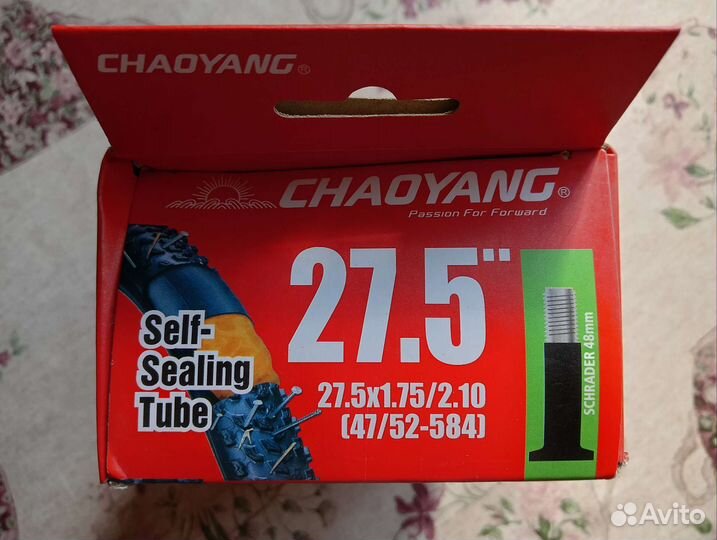 CHAOYANG®
CHAOYANG®
Passion For Forward
27.5"
Self-
Sealing
Tube
27.5x1.75/2.10
(47/52-584)
SCHRADER 48mm
Avito